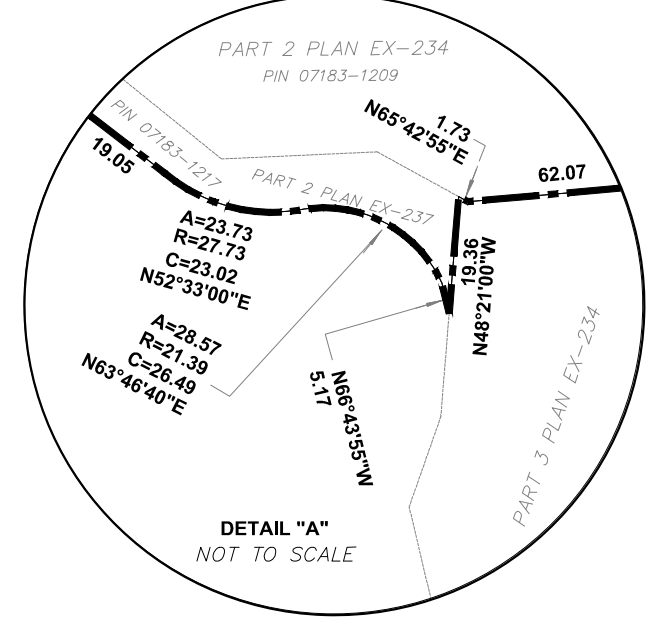 PART 2 PLAN EX-234
PIN 07183-1209
PIN 07183-1217
19.05
1.73
N65°42'55"E
62.07
PART 2 PLAN EX-237
A=23.73
R=27.73
C=23.02
N52°33'00"E
19.36
N48°21'00"W
A=28.57
R=21.39
C=26.49
N63°46'40"E
N66°43'55"W
5.17
PART 3 PLAN EX-234
DETAIL "A"
NOT TO SCALE